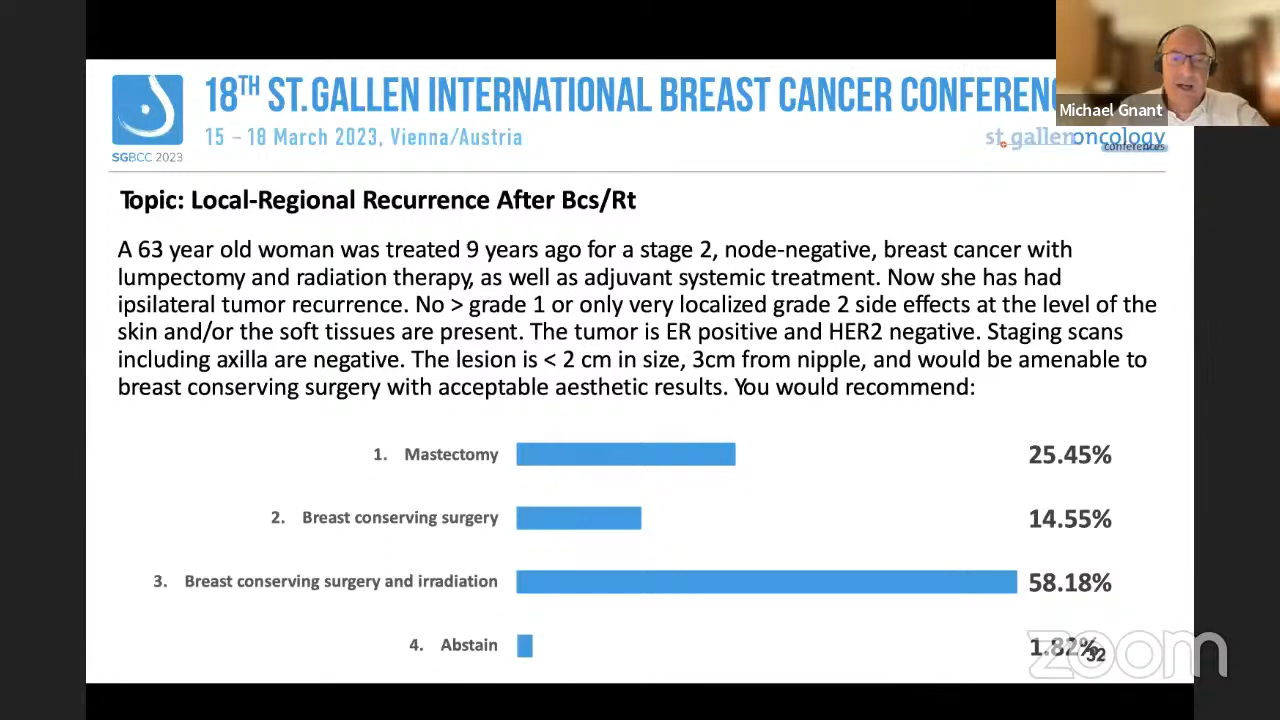 18TH ST.GALLEN INTERNATIONAL BREAST CANCER CONFEREN
15 – 18 March 2023, Vienna/Austria
SGBCC 2023
Michael Gnant
st.gallenoncology
conferences
Topic: Local-Regional Recurrence After Bcs/Rt
A 63 year old woman was treated 9 years ago for a stage 2, node-negative, breast cancer with
lumpectomy and radiation therapy, as well as adjuvant systemic treatment. Now she has had
ipsilateral tumor recurrence. No > grade 1 or only very localized grade 2 side effects at the level of the
skin and/or the soft tissues are present. The tumor is ER positive and HER2 negative. Staging scans
including axilla are negative. The lesion is < 2 cm in size, 3cm from nipple, and would be amenable to
breast conserving surgery with acceptable aesthetic results. You would recommend:
1. Mastectomy 25.45%
2. Breast conserving surgery 14.55%
3. Breast conserving surgery and irradiation 58.18%
4. Abstain 1.82%
32
zoom